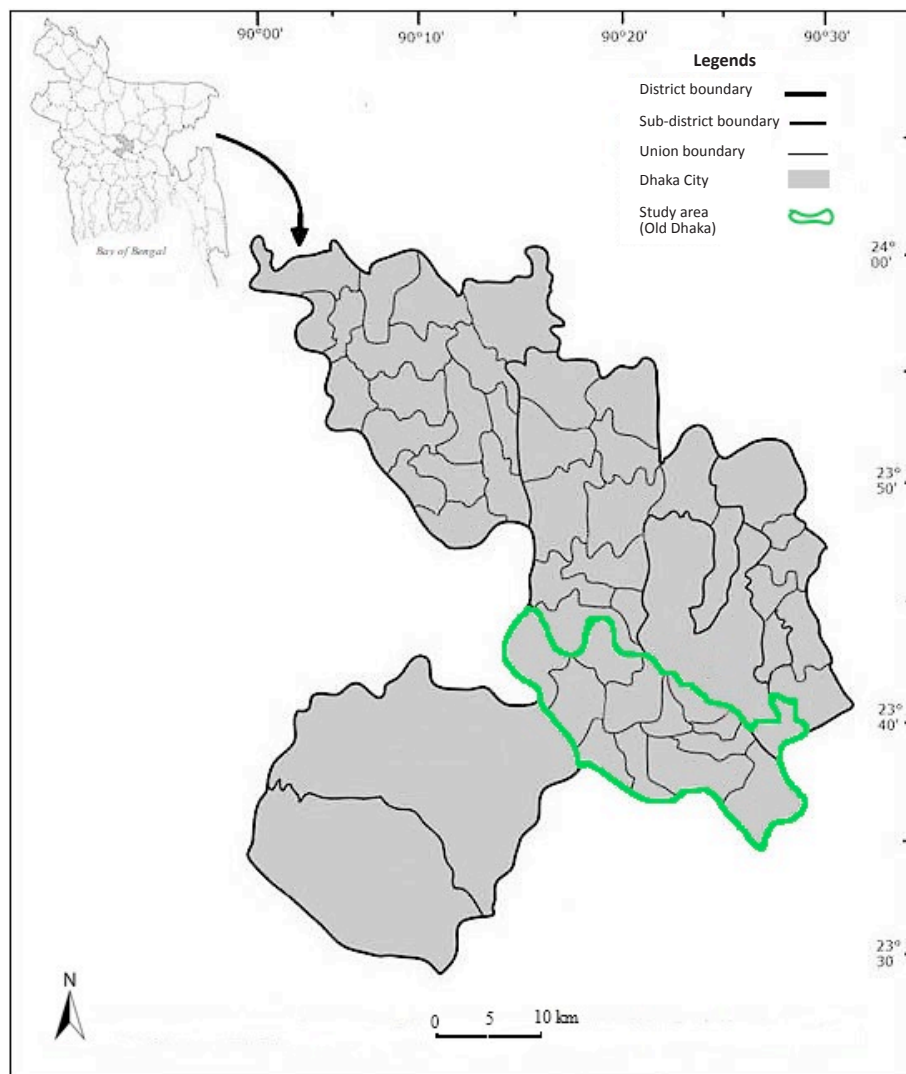 90°00' 90°10' 90°20' 90°30'
Legends
District boundary
Sub-district boundary
Union boundary
Dhaka City
Study area
(Old Dhaka)
Bay of Bengal
24°
00'
23°
50'
23°
40'
23°
30'
N
0 5 10 km